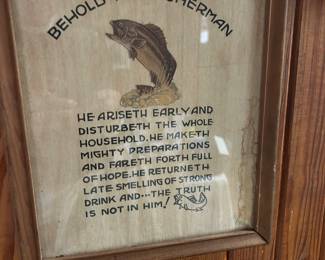 BEHOLD
HE ARISETH EARLY AND
DISTURBETH THE WHOLE
HOUSEHOLD. HE MAKETH
MIGHTY PREPARATIONS
AND FARETH FORTH FULL
OF HOPE. HE RETURNETH
LATE SMELLING OF STRONG
DRINK AND...THE TRUTH
IS NOT IN HIM!